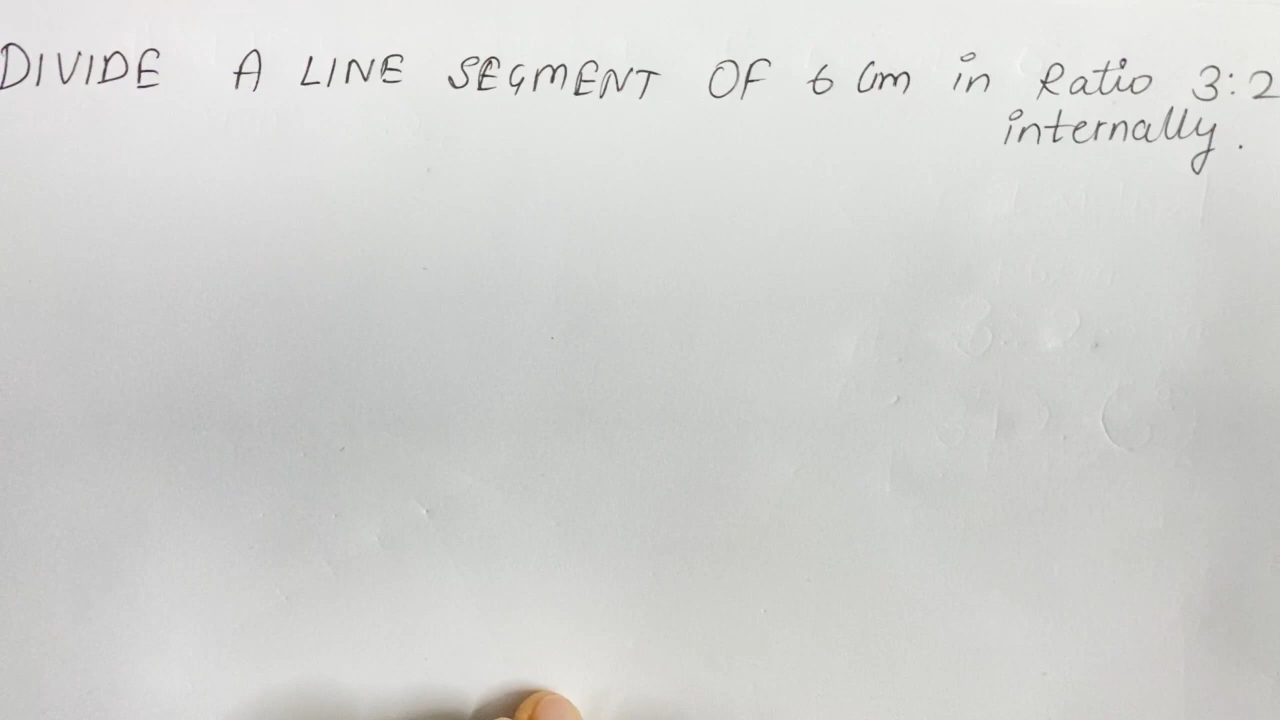 DIVIDE A LINE SEGMENT OF 6 Cm in Ratio 3:2
internally.